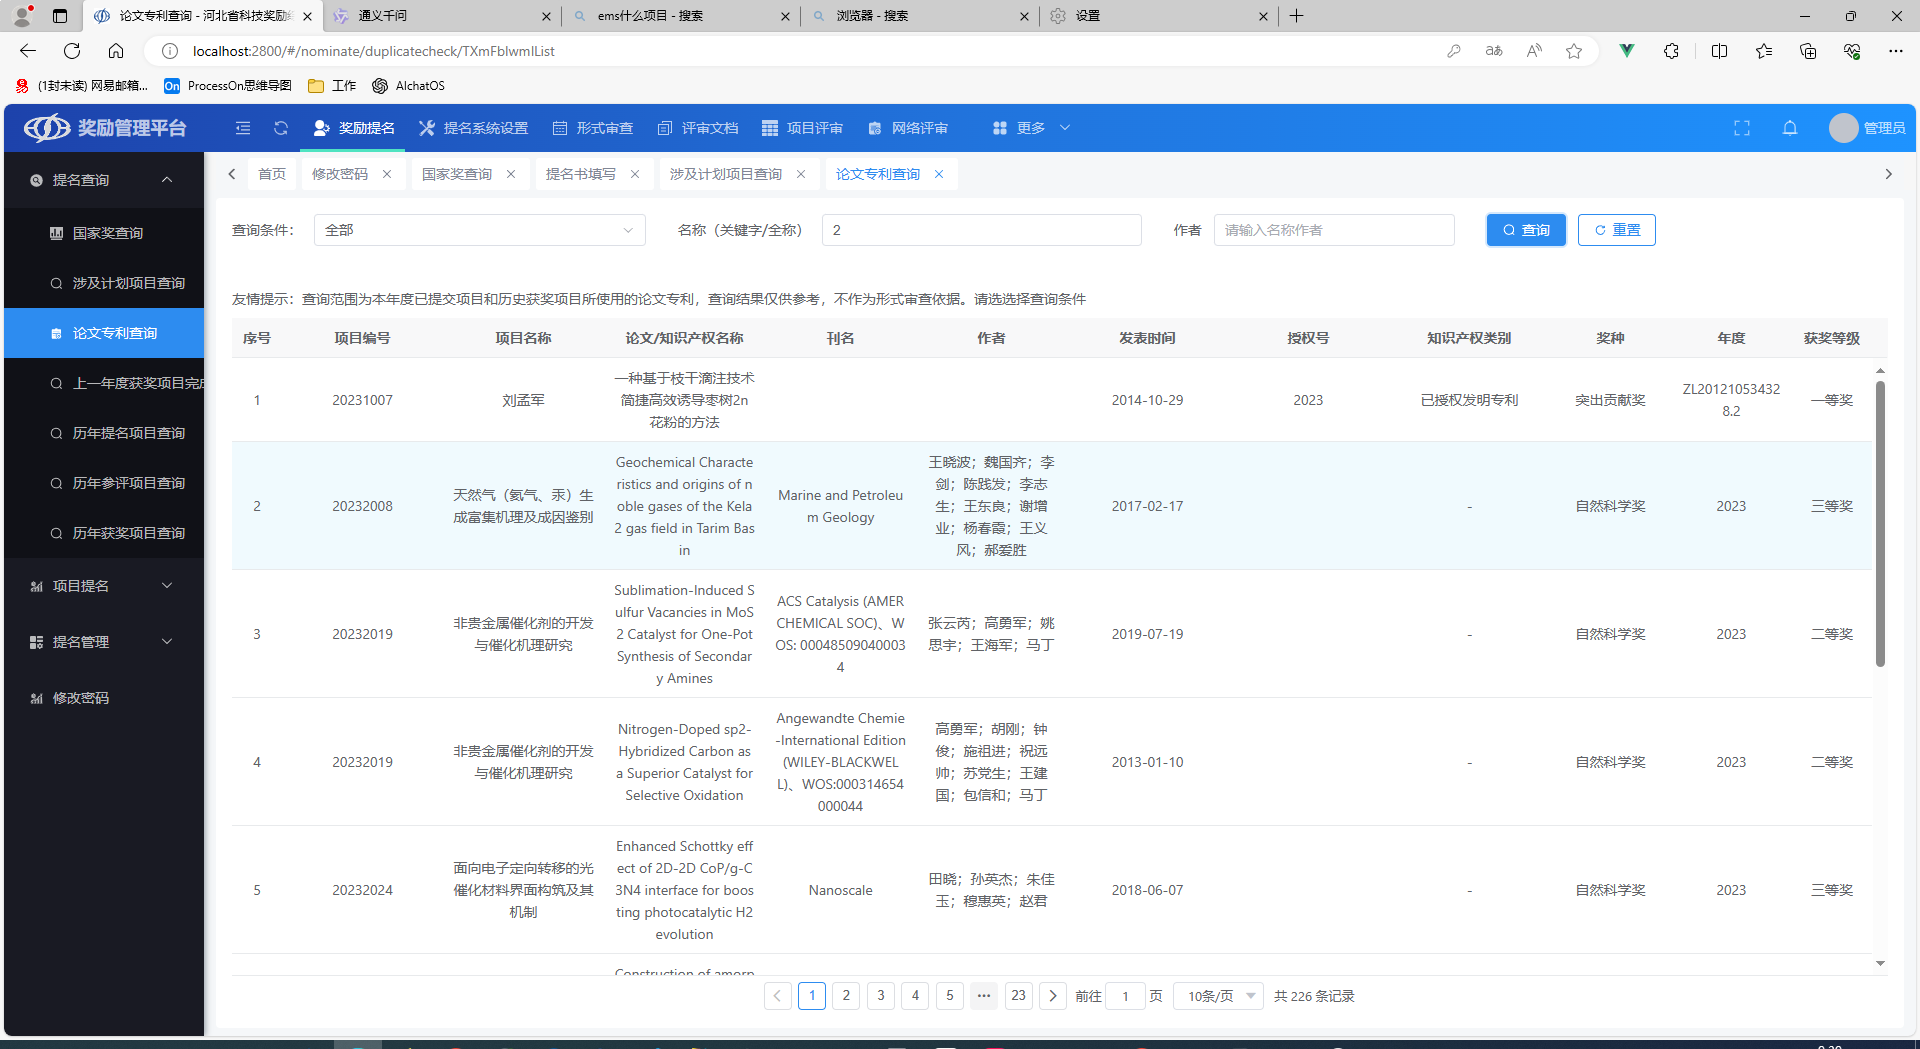 论文专利查询 - 河北省科技奖励综
通义千问
ems什么项目 - 搜索
浏览器 - 搜索
设置
localhost:2800/#/nominate/duplicatecheck/TXmFblwmlList
(1封未读) 网易邮箱...
On
ProcessOn思维导图
工作
AIchatOS
奖励管理平台
奖励提名
提名系统设置
形式审查
评审文档
项目评审
网络评审
更多
管理员
提名查询
国家奖查询
涉及计划项目查询
论文专利查询
上一年度获奖项目完成
历年提名项目查询
历年参评项目查询
历年获奖项目查询
项目提名
提名管理
修改密码
首页
修改密码
国家奖查询
提名书填写
涉及计划项目查询
论文专利查询
查询条件:
全部
名称（关键字/全称）
2
作者
请输入名称作者
查询
重置
友情提示：查询范围为本年度已提交项目和历史获奖项目所使用的论文专利，查询结果仅供参考，不作为形式审查依据。请选选择查询条件
序号 项目编号 项目名称 论文/知识产权名称 刊名 作者 发表时间 授权号 知识产权类别 奖种 年度 获奖等级
1
20231007
刘孟军
一种基于枝干滴注技术
简捷高效诱导枣树2n
花粉的方法
2014-10-29
2023
已授权发明专利
突出贡献奖
ZL20121053432
8.2
一等奖
2
20232008
天然气（氦气、汞）生
成富集机理及成因鉴别
Geochemical Characte
ristics and origins of n
oble gases of the Kela
2 gas field in Tarim Bas
in
Marine and Petroleu
m Geology
王晓波；魏国齐；李
剑；陈践发；李志
生；王东良；谢增
业；杨春霞；王义
风；郝爱胜
2017-02-17
-
自然科学奖
2023
三等奖
3
20232019
非贵金属催化剂的开发
与催化机理研究
Sublimation-Induced S
ulfur Vacancies in MoS
2 Catalyst for One-Pot
Synthesis of Secondar
y Amines
ACS Catalysis (AMER
CHEMICAL SOC)、W
OS: 00048509040003
4
张云芮；高勇军；姚
思宇；王海军；马丁
2019-07-19
-
自然科学奖
2023
二等奖
4
20232019
非贵金属催化剂的开发
与催化机理研究
Nitrogen-Doped sp2-
Hybridized Carbon as
a Superior Catalyst for
Selective Oxidation
Angewandte Chemie
-International Edition
(WILEY-BLACKWEL
L)、WOS:000314654
000044
高勇军；胡刚；钟
俊；施祖进；祝远
帅；苏党生；王建
国；包信和；马丁
2013-01-10
-
自然科学奖
2023
二等奖
5
20232024
面向电子定向转移的光
催化材料界面构筑及其
机制
Enhanced Schottky eff
ect of 2D-2D CoP/g-C
3N4 interface for boos
ting photocatalytic H2
evolution
Nanoscale
田晓；孙英杰；朱佳
玉；穆惠英；赵君
2018-06-07
-
自然科学奖
2023
三等奖
Construction of amorp
1 2 3 4 5 ••• 23 前往 1 页 10条/页 共 226 条记录